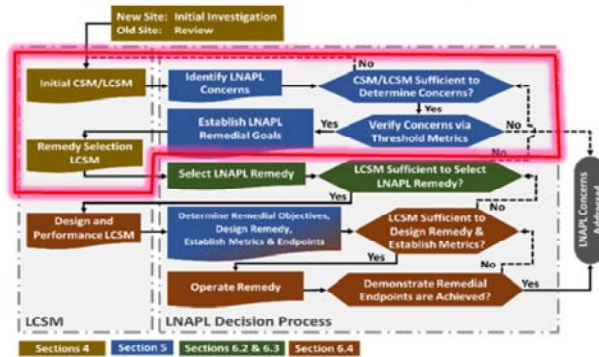 New Site: Initial Investigation
Old Site: Review
No
Initial CSM/LCSM
Identify LNAPL
Concerns
CSM/LCSM Sufficient to
Determine Concerns?
Yes
Remedy Selection
LCSM
Establish LNAPL
Remedial Goals
Yes
Verify Concerns via
Threshold Metrics
No
No
Select LNAPL Remedy
LCSM Sufficient to Select
LNAPL Remedy?
Yes
No
Design and
Performance LCSM
Determine Remedial Objectives,
Design Remedy,
Establish Metrics & Endpoints
LCSM Sufficient to
Design Remedy &
Establish Metrics?
Yes
No
Operate Remedy
Demonstrate Remedial
Endpoints are Achieved?
Yes
LNAPL Concerns
Addressed
LCSM
LNAPL Decision Process
Sections 4
Section 5
Sections 6.2 & 6.3
Section 6.4